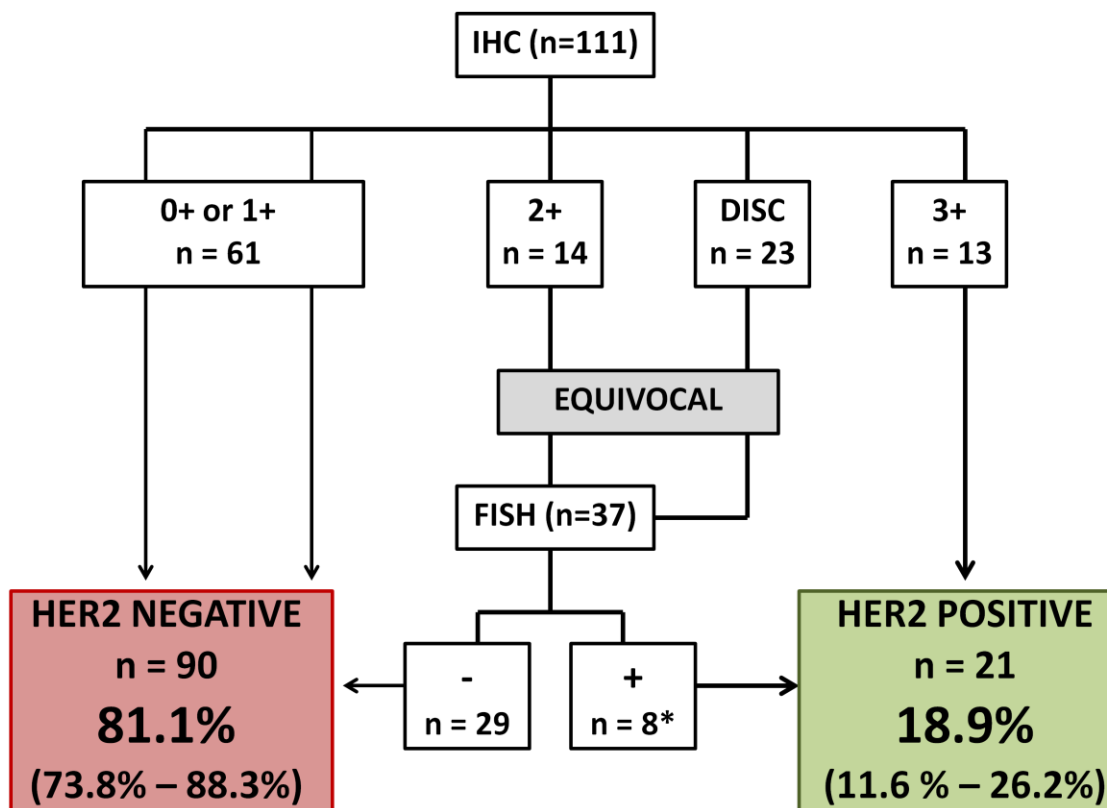 IHC (n=111)
0+ or 1+
n = 61
2+
n = 14
DISC
n = 23
3+
n = 13
EQUIVOCAL
FISH (n=37)
HER2 NEGATIVE
n = 90
81.1%
(73.8% – 88.3%)
-
n = 29
+
n = 8*
HER2 POSITIVE
n = 21
18.9%
(11.6 % – 26.2%)